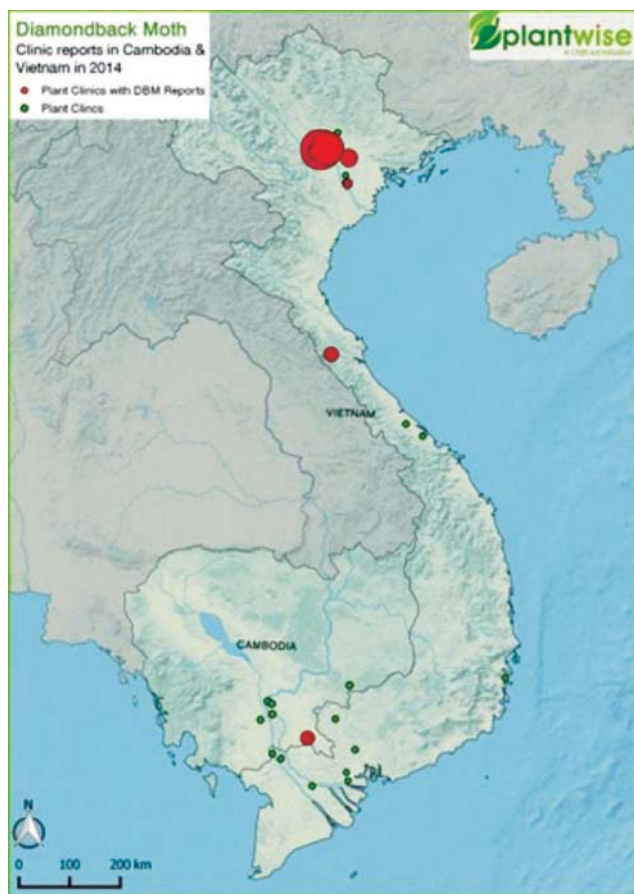 Diamondback Moth
Clinic reports in Cambodia &
Vietnam in 2014
Plant Clinics with DBM Reports
Plant Clincs
plantwise
VIETNAM
CAMBODIA
N
0 100 200 km